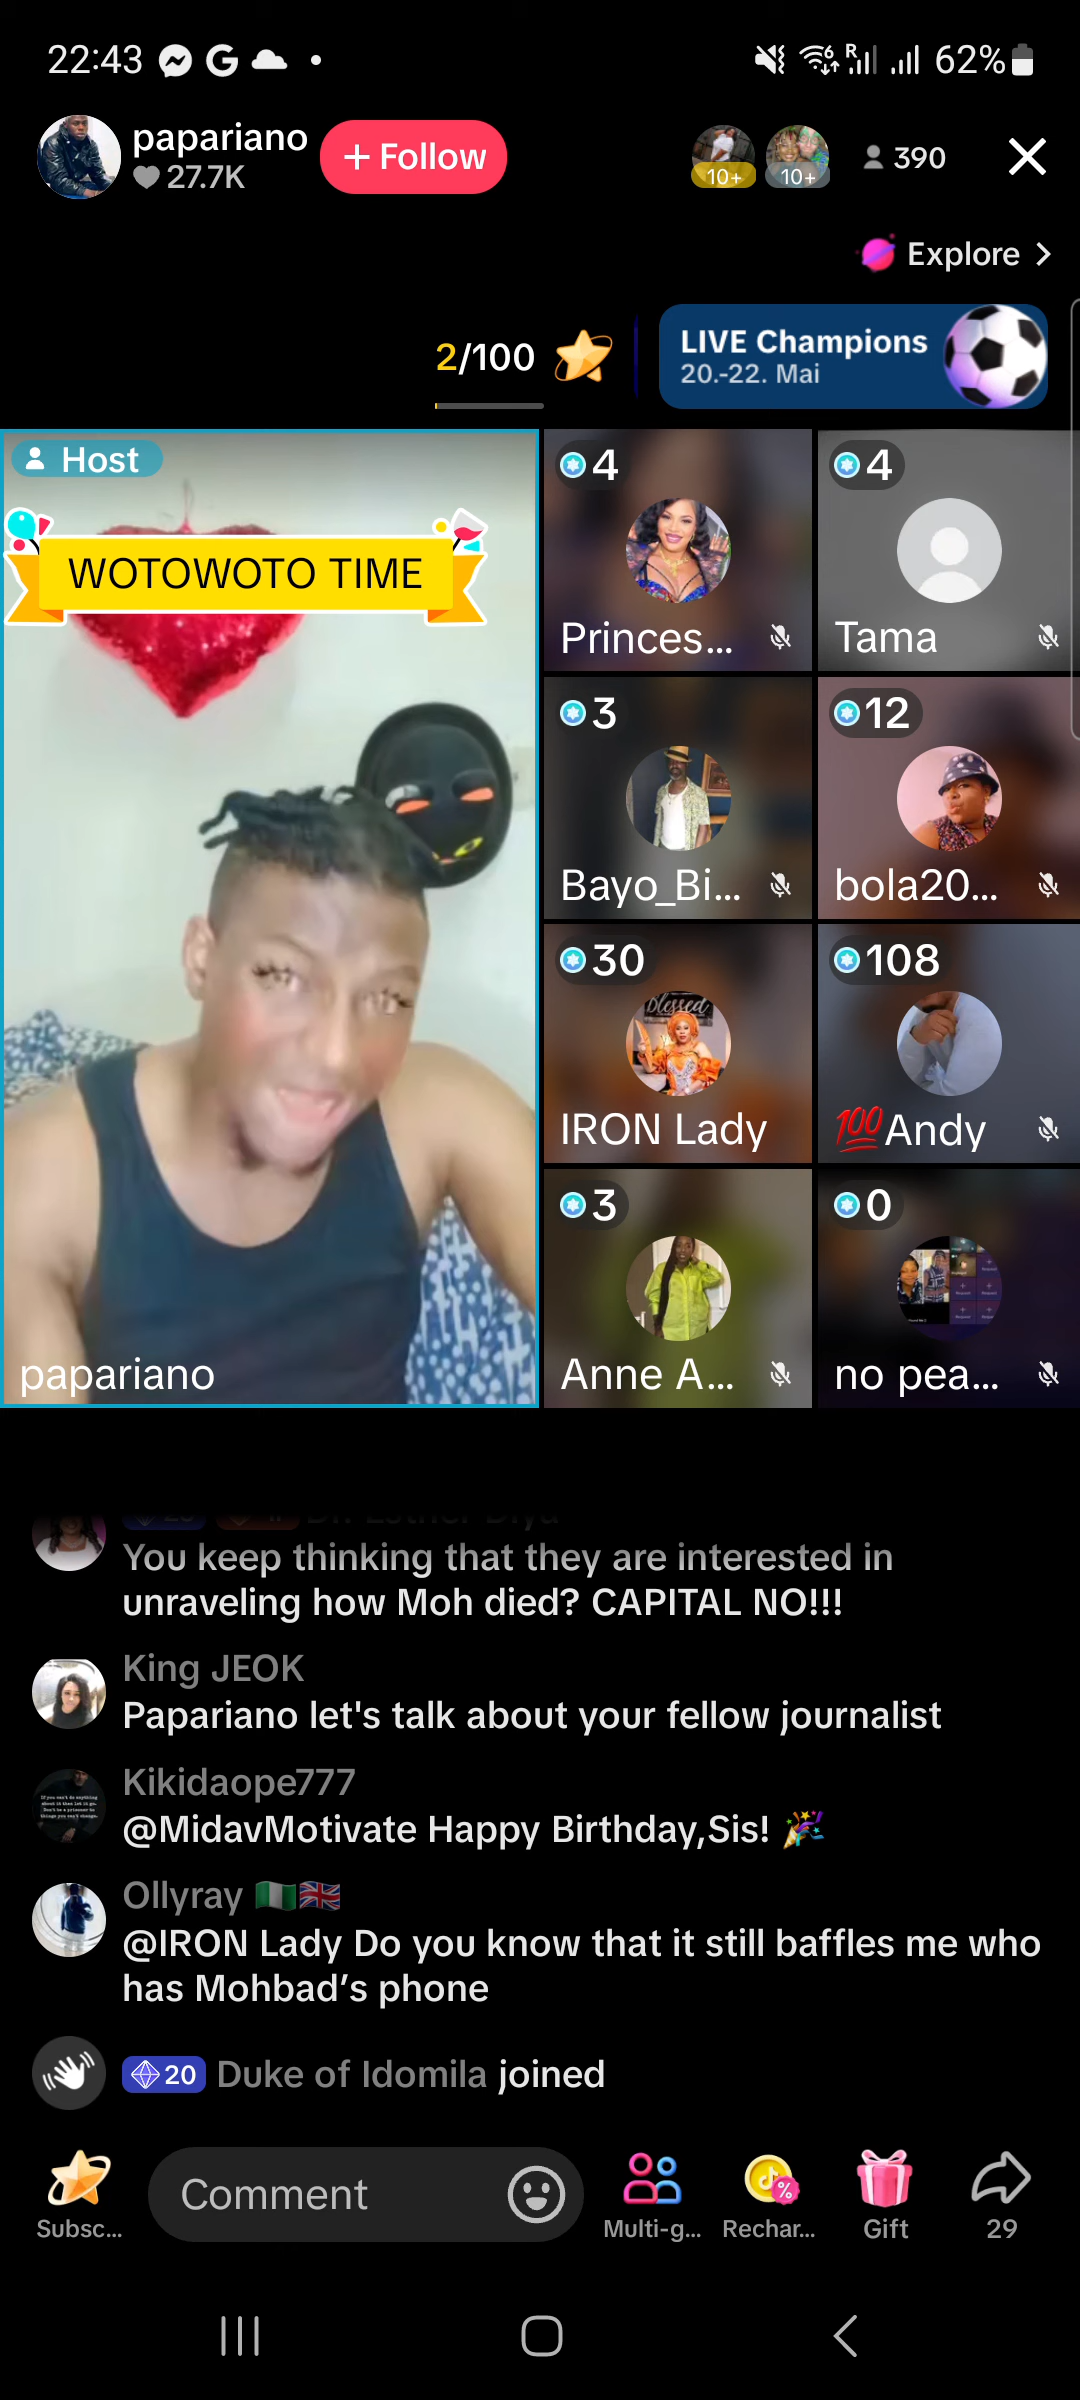 22:43
62%
papariano
27.7K
+ Follow
10+
10+
390
Explore
2/100
LIVE Champions
20.-22. Mai
Host
WOTOWOTO TIME
papariano
4
Princes...
4
Tama
3
Bayo_Bi...
12
bola20...
30
Blessed
IRON Lady
108
💯Andy
3
Anne A...
0
no pea...
You keep thinking that they are interested in
unraveling how Moh died? CAPITAL NO!!!
King JEOK
Papariano let's talk about your fellow journalist
Kikidaope777
@MidavMotivate Happy Birthday,Sis! 🎉
Ollyray 🇳🇬🇬🇧
@IRON Lady Do you know that it still baffles me who
has Mohbad’s phone
20 Duke of Idomila joined
Subsc...
Comment
Multi-g...
Rechar...
Gift
29